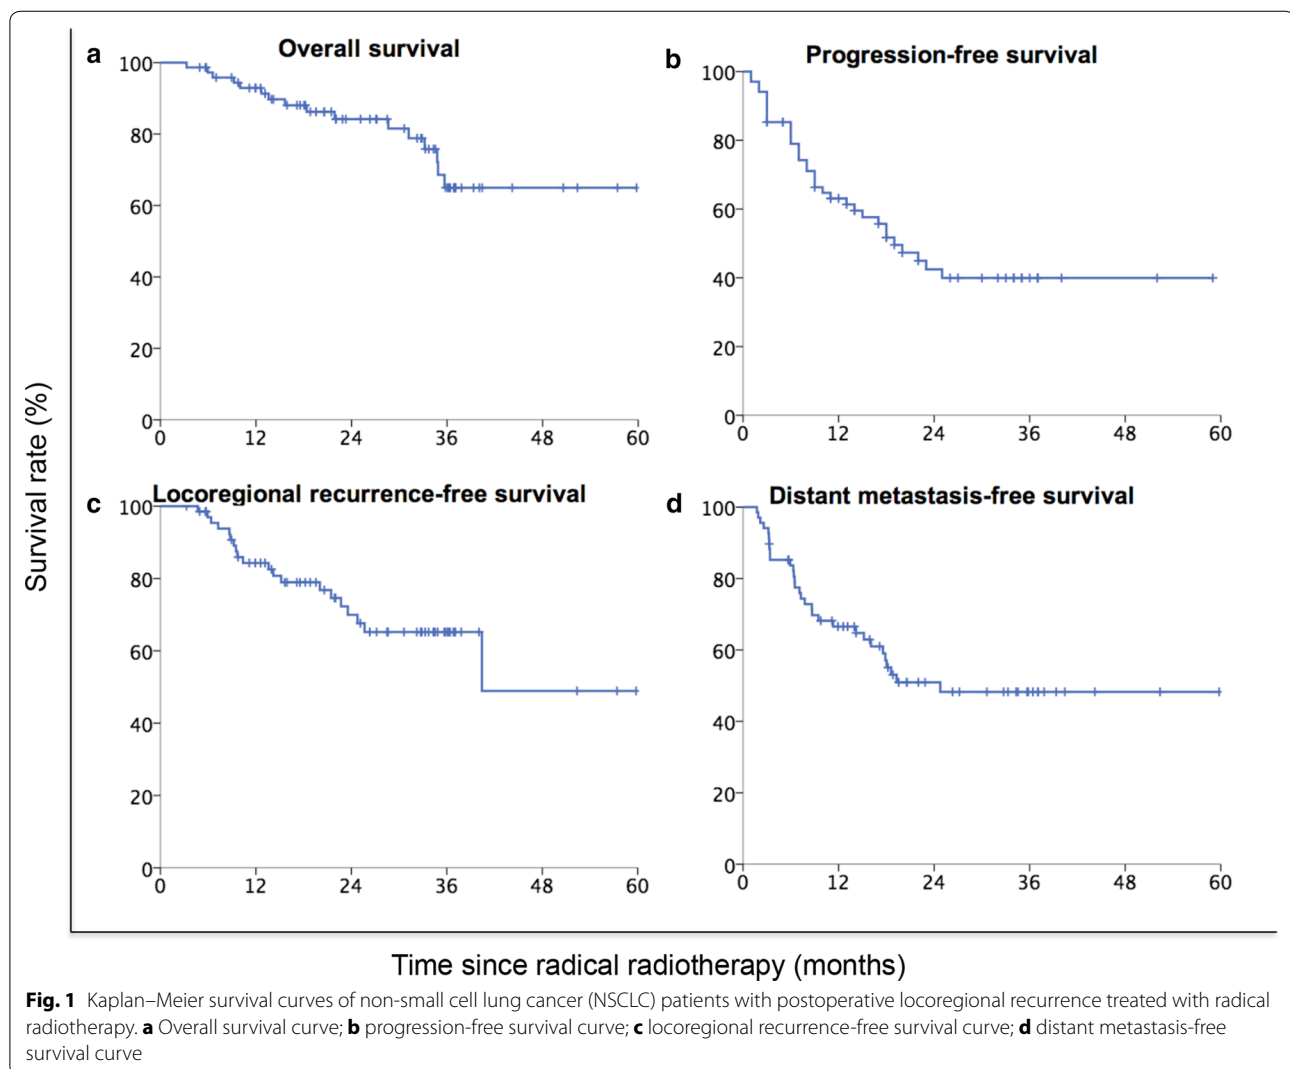 a
Overall survival
100
80
60
40
20
0
0 12 24 36 48 60
b
Progression-free survival
100
80
60
40
20
0
0 12 24 36 48 60
c
Locoregional recurrence-free survival
100
80
60
40
20
0
0 12 24 36 48 60
d
Distant metastasis-free survival
100
80
60
40
20
0
0 12 24 36 48 60
Survival rate (%)
Time since radical radiotherapy (months)
Fig. 1 Kaplan–Meier survival curves of non-small cell lung cancer (NSCLC) patients with postoperative locoregional recurrence treated with radical
radiotherapy. a Overall survival curve; b progression-free survival curve; c locoregional recurrence-free survival curve; d distant metastasis-free
survival curve